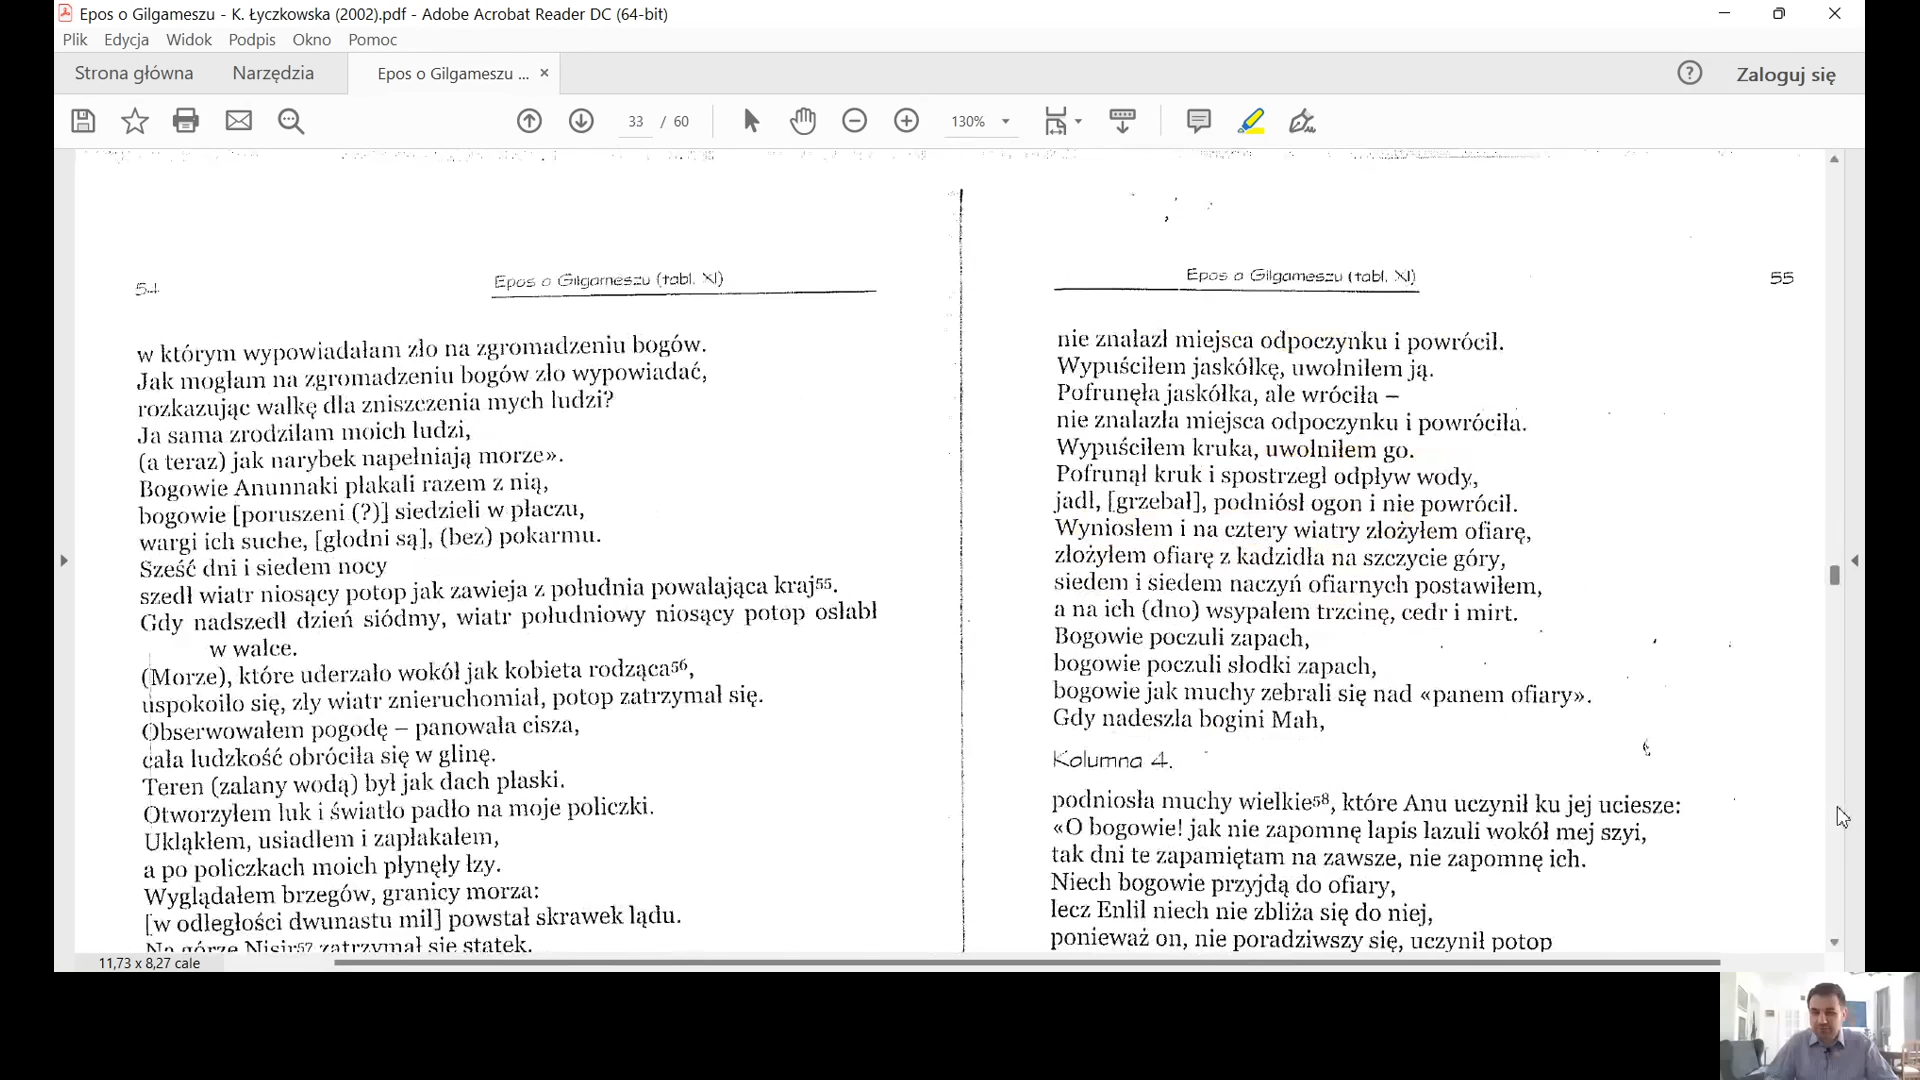 Epos o Gilgameszu - K. Łyczkowska (2002).pdf - Adobe Acrobat Reader DC (64-bit)
Plik Edycja Widok Podpis Okno Pomoc
Strona główna Narzędzia Epos o Gilgameszu ... × Zaloguj się
33 / 60 130%
54 Epos o Gilgameszu (tabl. XI)
w którym wypowiadałam zło na zgromadzeniu bogów.
Jak mogłam na zgromadzeniu bogów zło wypowiadać,
rozkazując walkę dla zniszczenia mych ludzi?
Ja sama zrodziłam moich ludzi,
(a teraz) jak narybek napełniają morze».
Bogowie Anunnaki płakali razem z nią,
bogowie [poruszeni (?)] siedzieli w płaczu,
wargi ich suche, [głodni są], (bez) pokarmu.
Sześć dni i siedem nocy
szedł wiatr niosący potop jak zawieja z południa powalająca kraj55.
Gdy nadszedł dzień siódmy, wiatr południowy niosący potop osłabł
w walce.
(Morze), które uderzało wokół jak kobieta rodząca56,
uspokoiło się, zły wiatr znieruchomiał, potop zatrzymał się.
Obserwowałem pogodę – panowała cisza,
cała ludzkość obróciła się w glinę.
Teren (zalany wodą) był jak dach płaski.
Otworzyłem luk i światło padło na moje policzki.
Ukląkłem, usiadłem i zapłakałem,
a po policzkach moich płynęły łzy.
Wyglądałem brzegów, granicy morza:
[w odległości dwunastu mil] powstał skrawek lądu.
Na górze Nisir57 zatrzymał się statek.
Epos o Gilgameszu (tabl. XI) 55
nie znalazł miejsca odpoczynku i powrócił.
Wypuściłem jaskółkę, uwolniłem ją.
Pofrunęła jaskółka, ale wróciła –
nie znalazła miejsca odpoczynku i powróciła.
Wypuściłem kruka, uwolniłem go.
Pofrunął kruk i spostrzegł odpływ wody,
jadł, [grzebał], podniósł ogon i nie powrócił.
Wyniosłem i na cztery wiatry złożyłem ofiarę,
złożyłem ofiarę z kadzidła na szczycie góry,
siedem i siedem naczyń ofiarnych postawiłem,
a na ich (dno) wsypałem trzcinę, cedr i mirt.
Bogowie poczuli zapach,
bogowie poczuli słodki zapach,
bogowie jak muchy zebrali się nad «panem ofiary».
Gdy nadeszła bogini Mah,
Kolumna 4.
podniosła muchy wielkie58, które Anu uczynił ku jej uciesze:
«O bogowie! jak nie zapomnę lapis lazuli wokół mej szyi,
tak dni te zapamiętam na zawsze, nie zapomnę ich.
Niech bogowie przyjdą do ofiary,
lecz Enlil niech nie zbliża się do niej,
ponieważ on, nie poradziwszy się, uczynił potop
11,73 x 8,27 cale